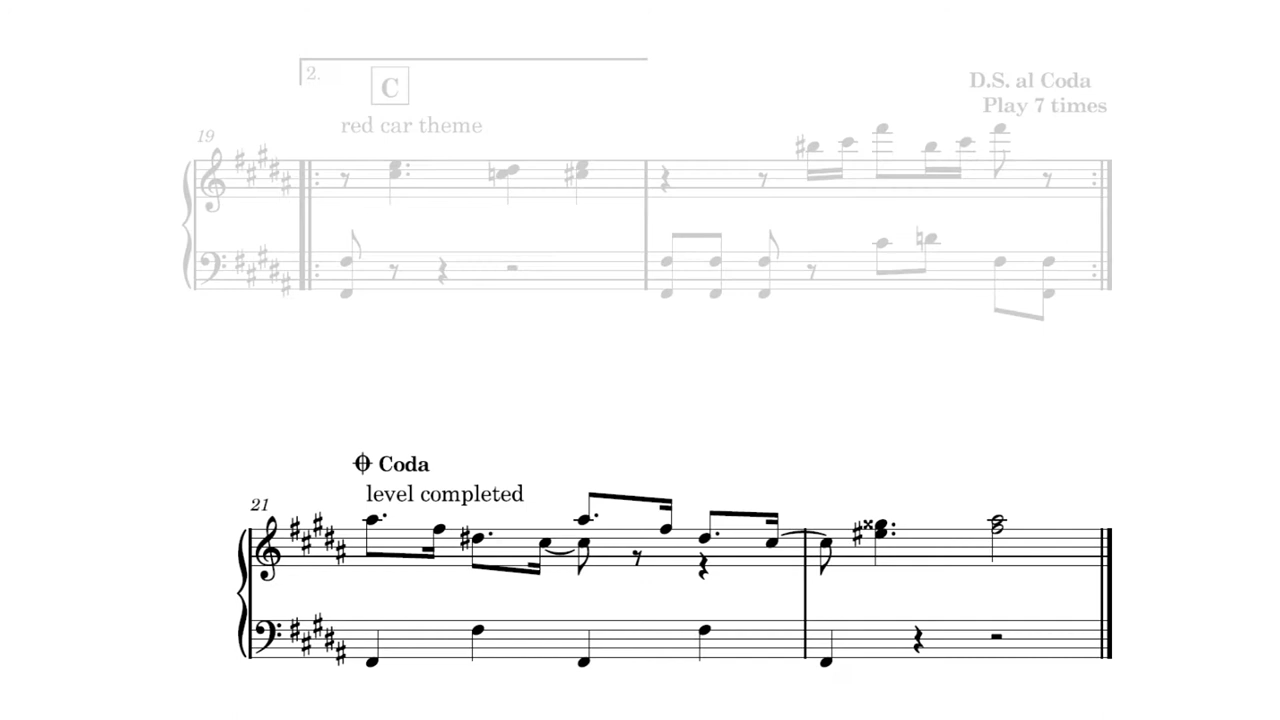 2.
C
D.S. al Coda
Play 7 times
red car theme
19
Coda
level completed
21